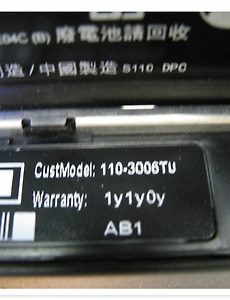 04C (B) 廢電池請回收
製造 / 中國製造 S110 DPC
CustModel: 110-3006TU
Warranty: 1y1y0y
AB1